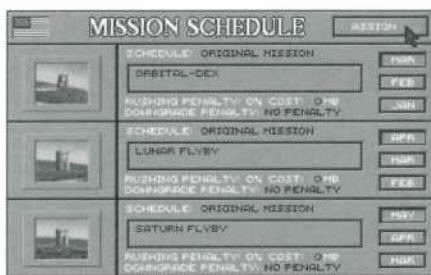 MISSION SCHEDULE
ASSIGN
SCHEDULE: ORIGINAL MISSION
ORBITAL-DEX
RUSHING PENALTY: 0% COST: 0 MB
DOWNGRADE PENALTY: NO PENALTY
MAR
FEB
JAN
SCHEDULE: ORIGINAL MISSION
LUNAR FLYBY
RUSHING PENALTY: 0% COST: 0 MB
DOWNGRADE PENALTY: NO PENALTY
APR
MAR
FEB
SCHEDULE: ORIGINAL MISSION
SATURN FLYBY
RUSHING PENALTY: 0% COST: 0 MB
DOWNGRADE PENALTY: NO PENALTY
MAY
APR
MAR